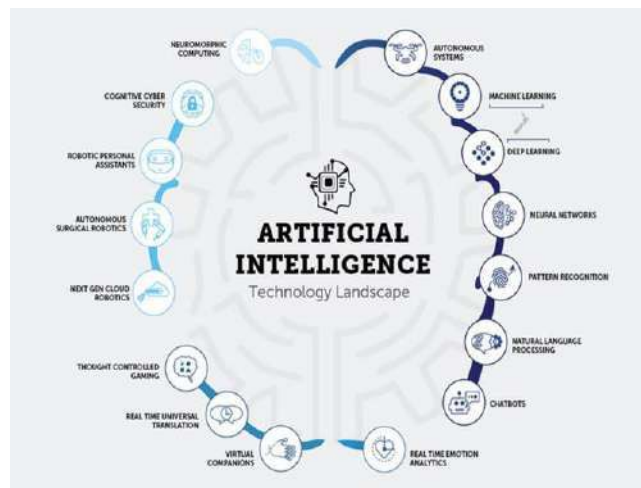 NEUROMORPHIC
COMPUTING
AUTONOMOUS
SYSTEMS
COGNITIVE CYBER
SECURITY
MACHINE LEARNING
ROBOTIC PERSONAL
ASSISTANTS
DEEP LEARNING
AUTONOMOUS
SURGICAL ROBOTICS
NEURAL NETWORKS
ARTIFICIAL
INTELLIGENCE
Technology Landscape
NEXT GEN CLOUD
ROBOTICS
PATTERN RECOGNITION
NATURAL LANGUAGE
PROCESSING
THOUGHT CONTROLLED
GAMING
CHATBOTS
REAL TIME UNIVERSAL
TRANSLATION
VIRTUAL
COMPANIONS
REAL TIME EMOTION
ANALYTICS